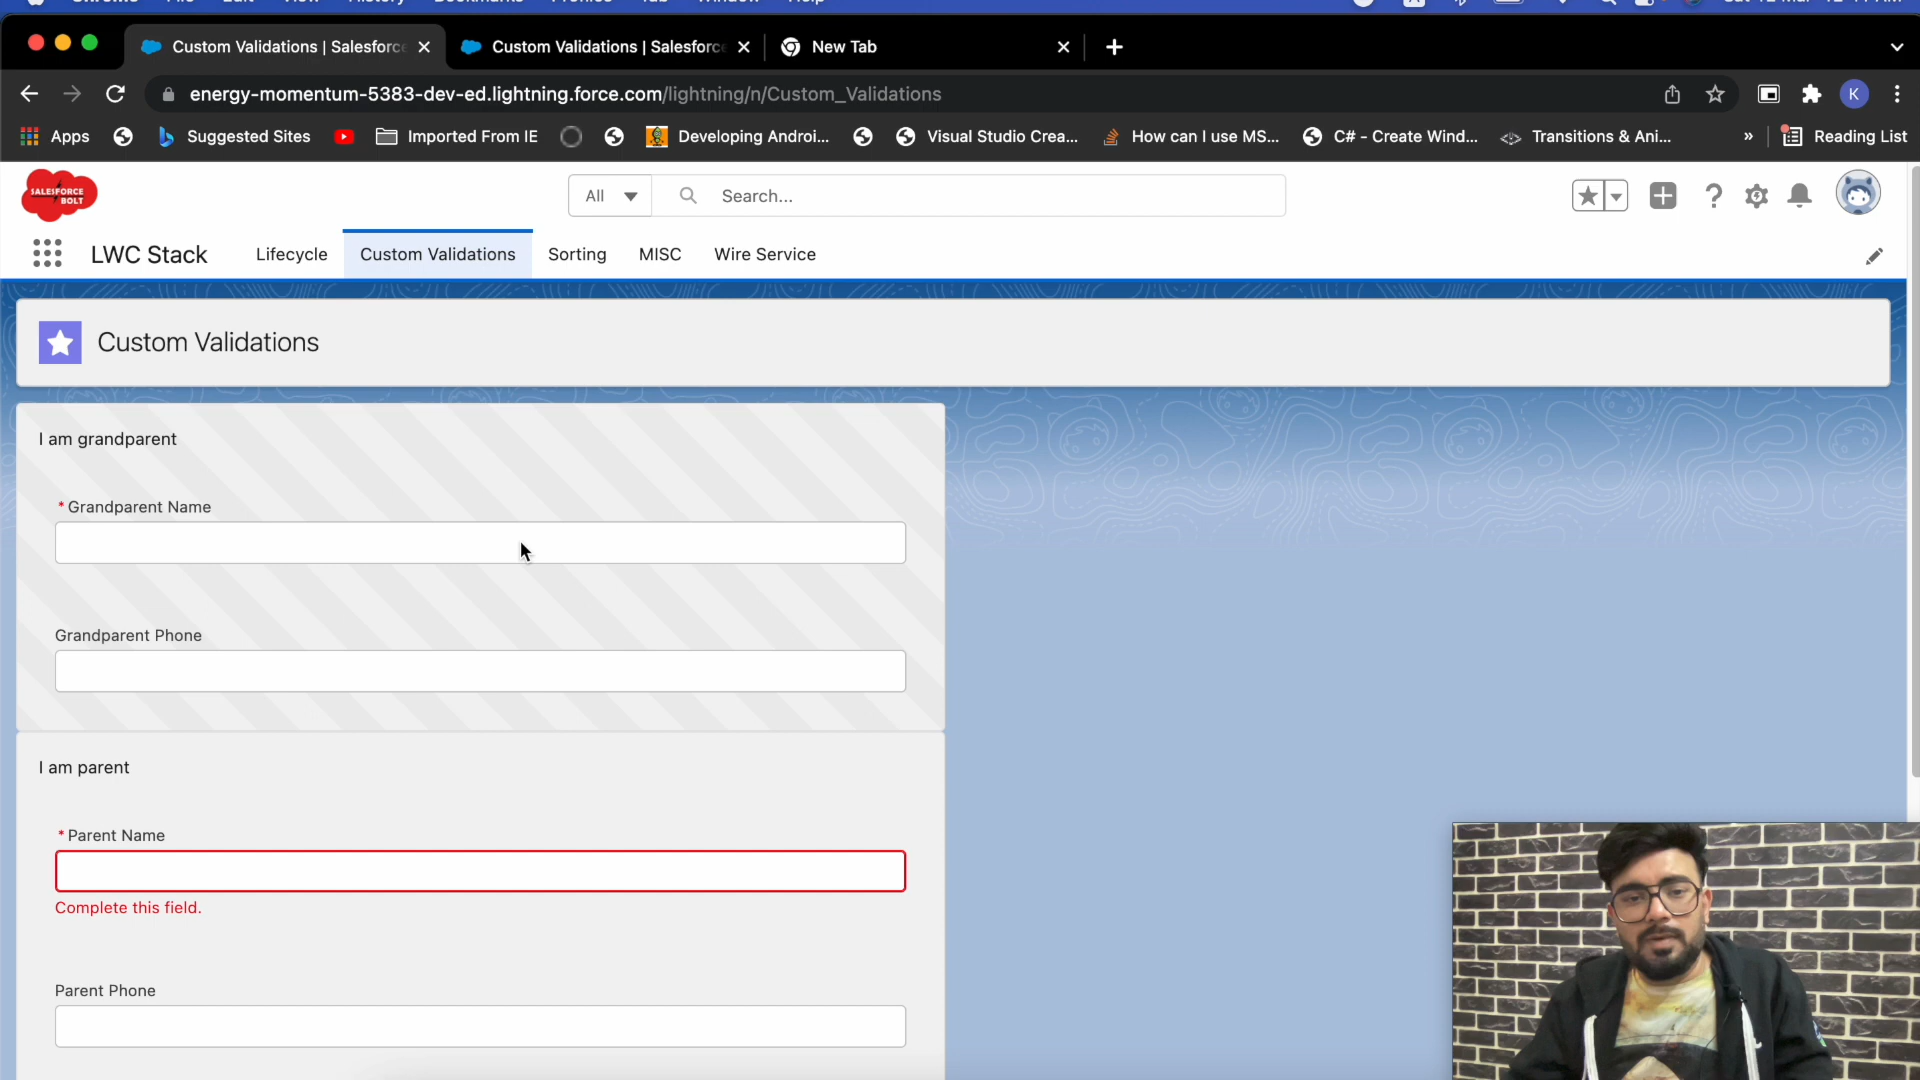 Custom Validations | Salesforc
Custom Validations | Salesforc
New Tab
energy-momentum-5383-dev-ed.lightning.force.com/lightning/n/Custom_Validations
K
Apps
Suggested Sites
Imported From IE
Developing Androi...
Visual Studio Crea...
How can I use MS...
C# - Create Wind...
Transitions & Ani...
»
Reading List
SALESFORCE
BOLT
All
Search...
LWC Stack
Lifecycle
Custom Validations
Sorting
MISC
Wire Service
Custom Validations
I am grandparent
* Grandparent Name
Grandparent Phone
I am parent
* Parent Name
Complete this field.
Parent Phone